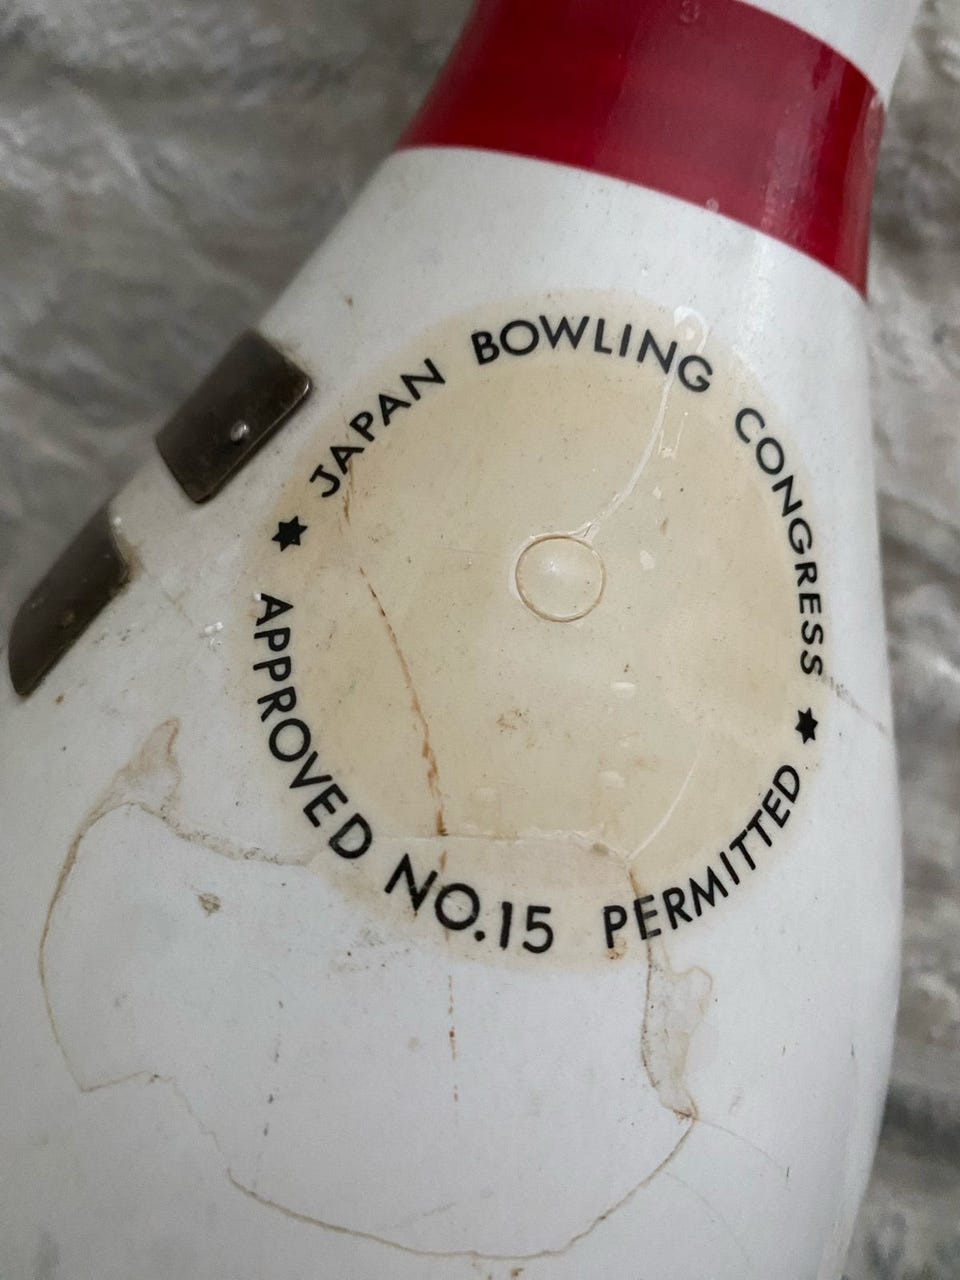 JAPAN BOWLING CONGRESS
APPROVED NO.15 PERMITTED